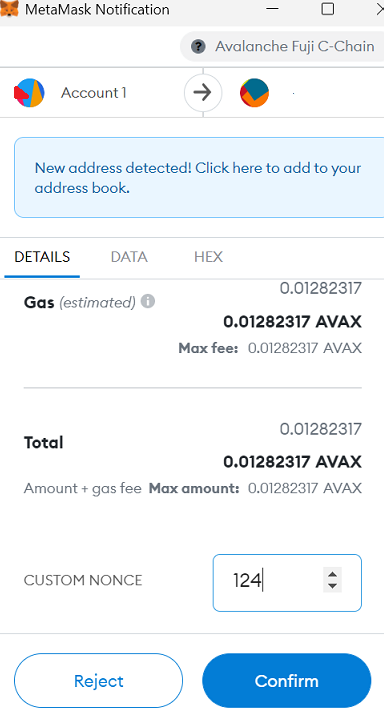 MetaMask Notification
? Avalanche Fuji C-Chain
Account 1
New address detected! Click here to add to your
address book.
DETAILS DATA HEX
0.01282317
Gas (estimated) i
0.01282317 AVAX
Max fee: 0.01282317 AVAX
0.01282317
Total
0.01282317 AVAX
Amount + gas fee Max amount: 0.01282317 AVAX
CUSTOM NONCE 124
Reject Confirm